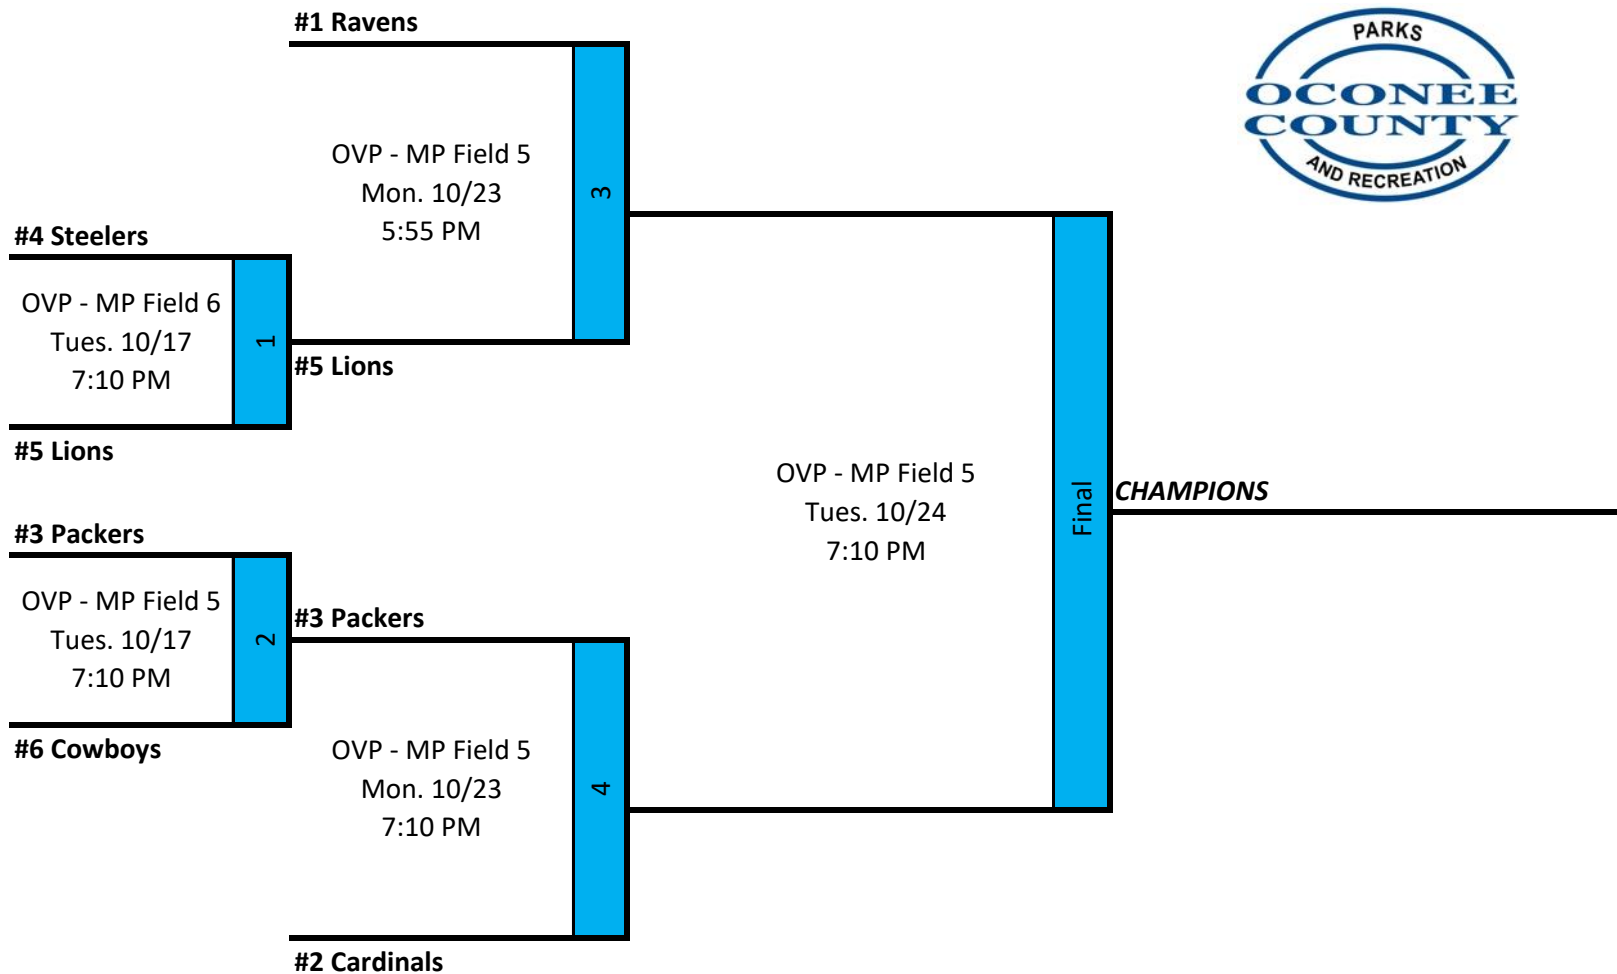 #1 Ravens
PARKS
OCONEE
COUNTY
AND RECREATION
OVP - MP Field 5
Mon. 10/23
5:55 PM
3
#4 Steelers
OVP - MP Field 6
Tues. 10/17
7:10 PM
1
#5 Lions
#5 Lions
OVP - MP Field 5
Tues. 10/24
7:10 PM
Final
CHAMPIONS
#3 Packers
OVP - MP Field 5
Tues. 10/17
7:10 PM
2
#3 Packers
#6 Cowboys
OVP - MP Field 5
Mon. 10/23
7:10 PM
4
#2 Cardinals